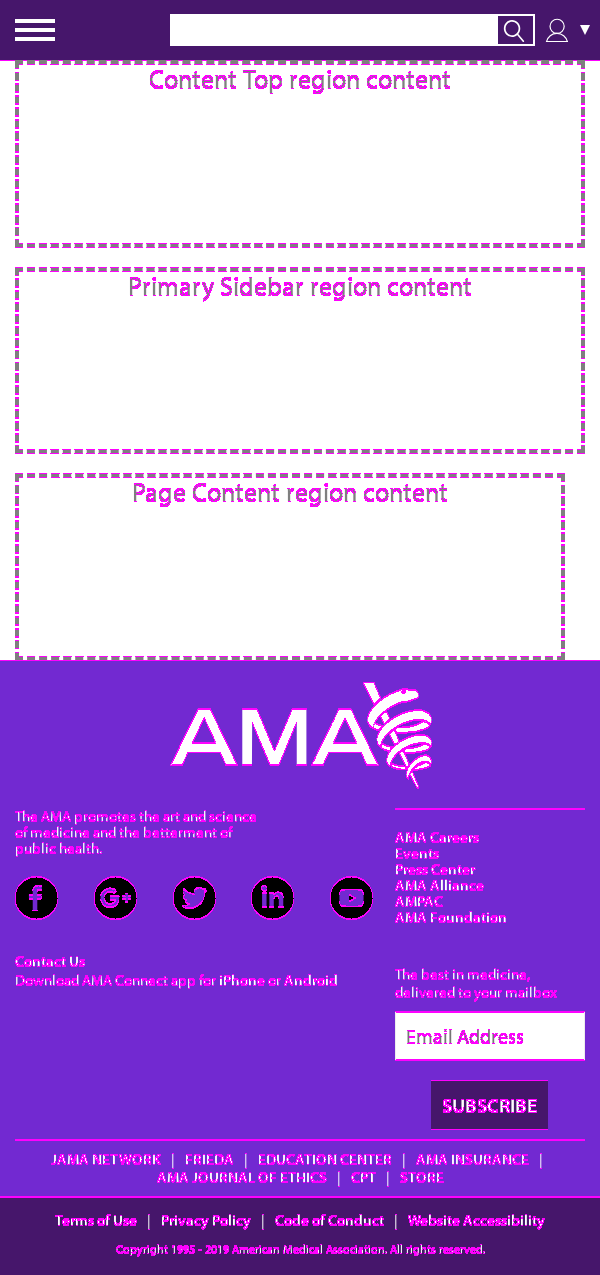 Content Top region content
Primary Sidebar region content
Page Content region content
AMA
The AMA promotes the art and science
of medicine and the betterment of
public health.
Contact Us
Download AMA Connect app for iPhone or Android
AMA Careers
Events
Press Center
AMA Alliance
AMPAC
AMA Foundation
The best in medicine,
delivered to your mailbox
Email Address
SUBSCRIBE
JAMA NETWORK | FRIEDA | EDUCATION CENTER | AMA INSURANCE |
AMA JOURNAL OF ETHICS | CPT | STORE
Terms of Use | Privacy Policy | Code of Conduct | Website Accessibility
Copyright 1995 - 2019 American Medical Association. All rights reserved.